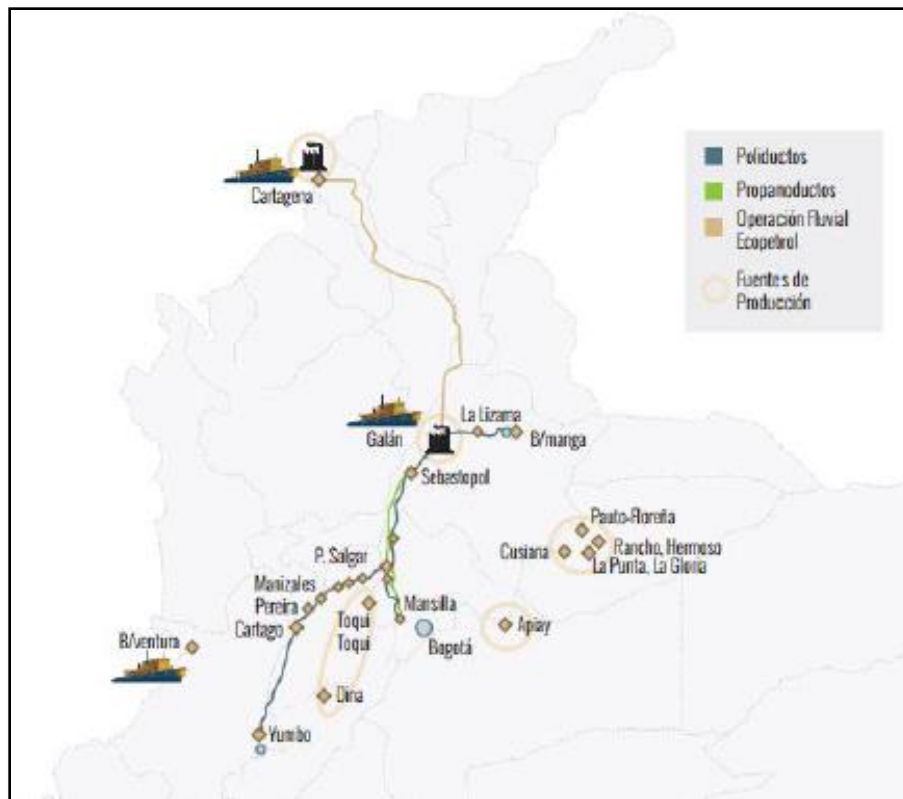 Poliductos
Propanoductos
Operación Fluvial
Ecopetrol
Fuentes de
Producción
Cartagena
La Lizama
Galán
B/manga
Sebastopol
Pauto-Floreña
Cusiana
Rancho, Hermoso
La Punta, La Gloria
P. Salgar
Manizales
Pereira
Mansilla
Cartago
Toqui
Toqui
Apiay
B/ventura
Bogotá
Dina
Yumbo